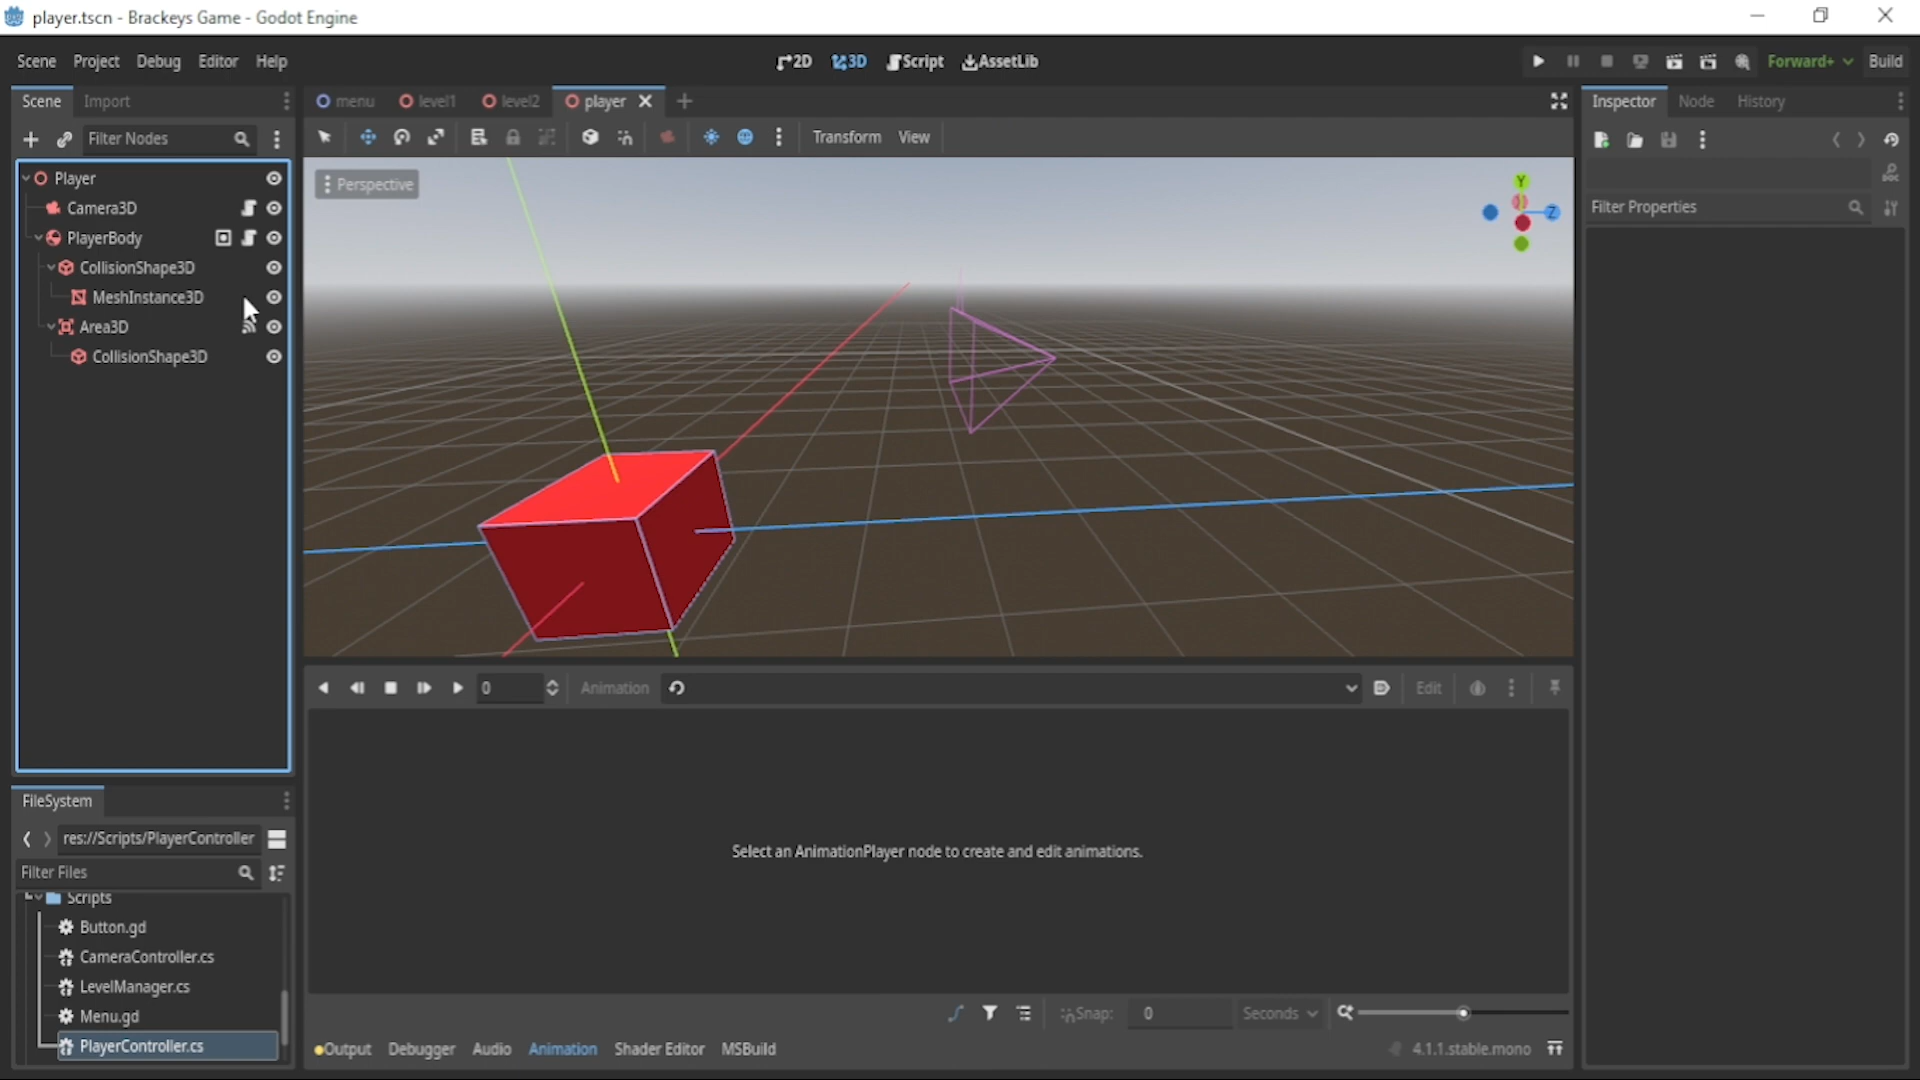 player.tscn - Brackeys Game - Godot Engine
Scene Project Debug Editor Help
2D 3D Script AssetLib
Forward+ Build
Scene Import
menu level1 level2 player
Inspector Node History
Filter Nodes
Transform View
Perspective
Y
Z
Filter Properties
Player
Camera3D
PlayerBody
CollisionShape3D
MeshInstance3D
Area3D
CollisionShape3D
0 Animation Edit
Select an AnimationPlayer node to create and edit animations.
FileSystem
res://Scripts/PlayerController
Filter Files
Scripts
Button.gd
CameraController.cs
LevelManager.cs
Menu.gd
PlayerController.cs
Snap: 0 Seconds
Output Debugger Audio Animation Shader Editor MSBuild
4.1.1.stable.mono